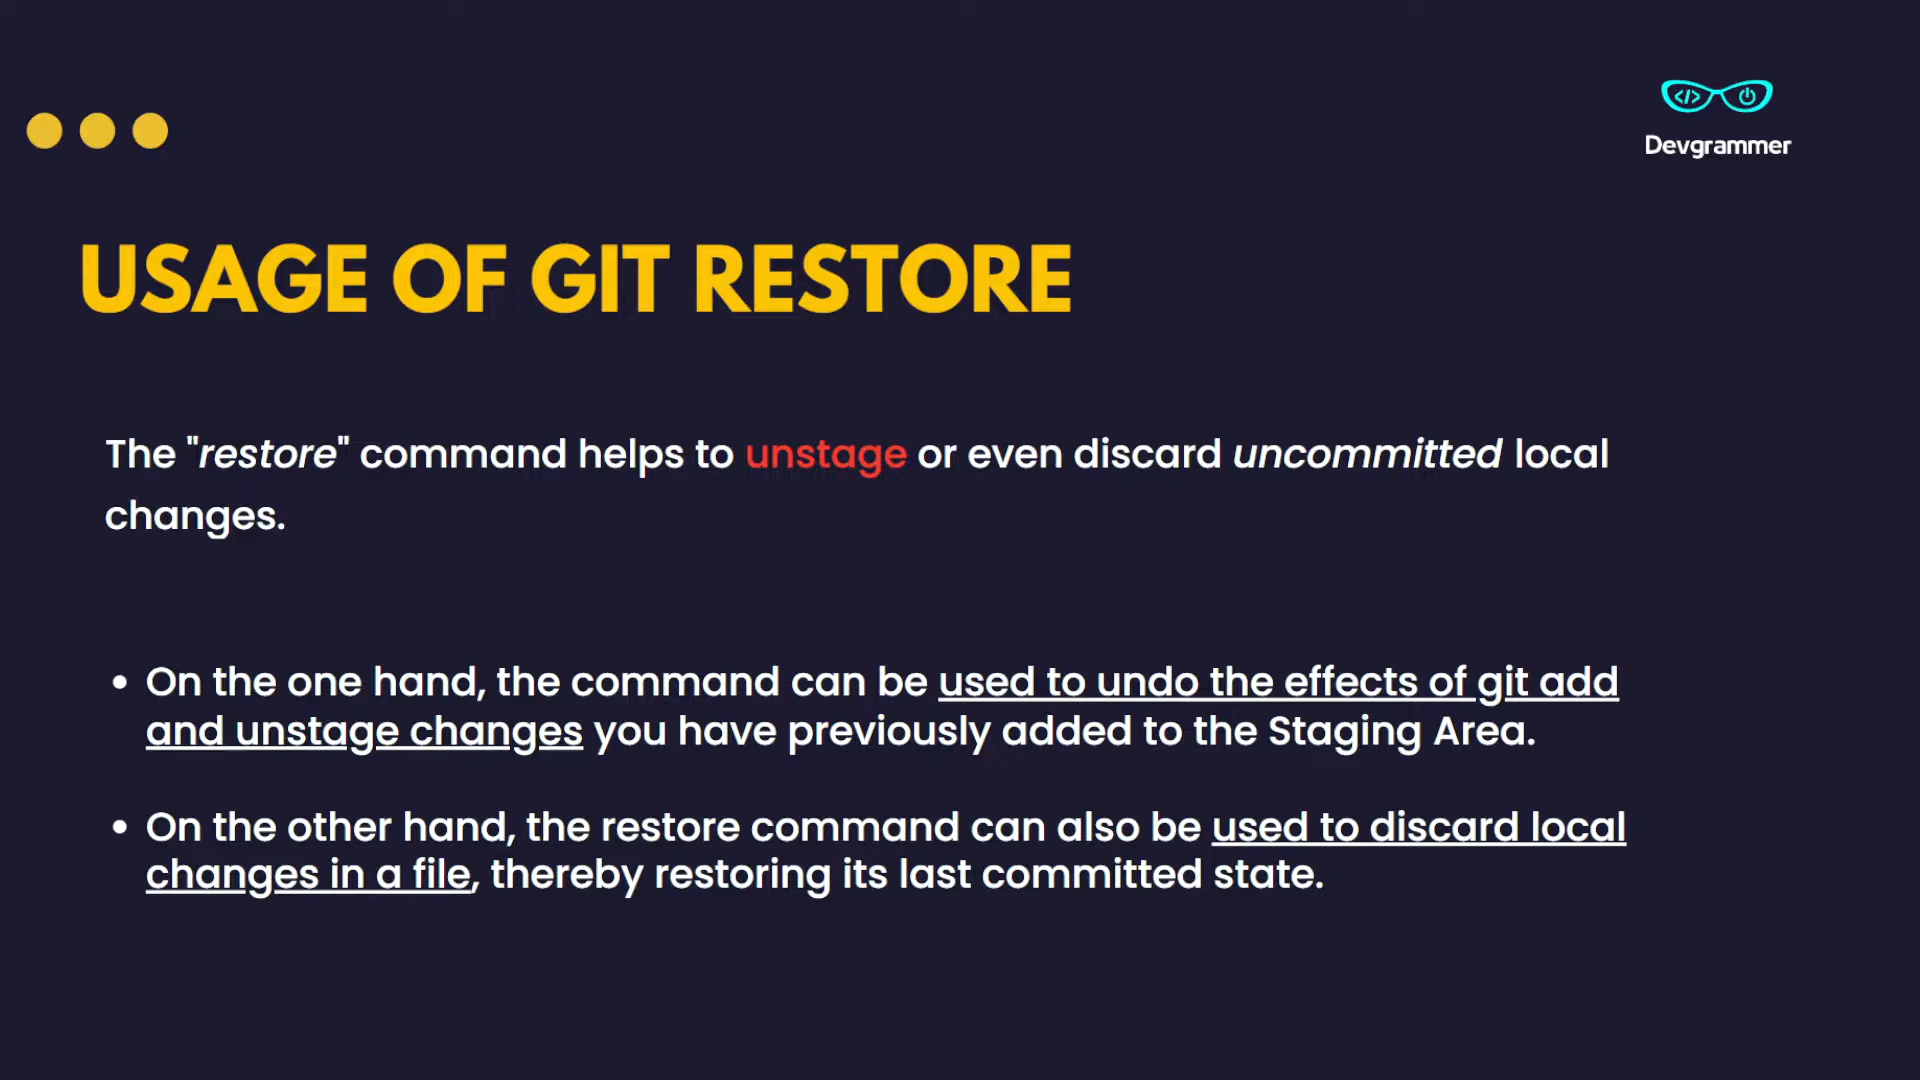 Devgrammer
USAGE OF GIT RESTORE
The "restore" command helps to unstage or even discard uncommitted local
changes.
• On the one hand, the command can be used to undo the effects of git add
and unstage changes you have previously added to the Staging Area.
• On the other hand, the restore command can also be used to discard local
changes in a file, thereby restoring its last committed state.